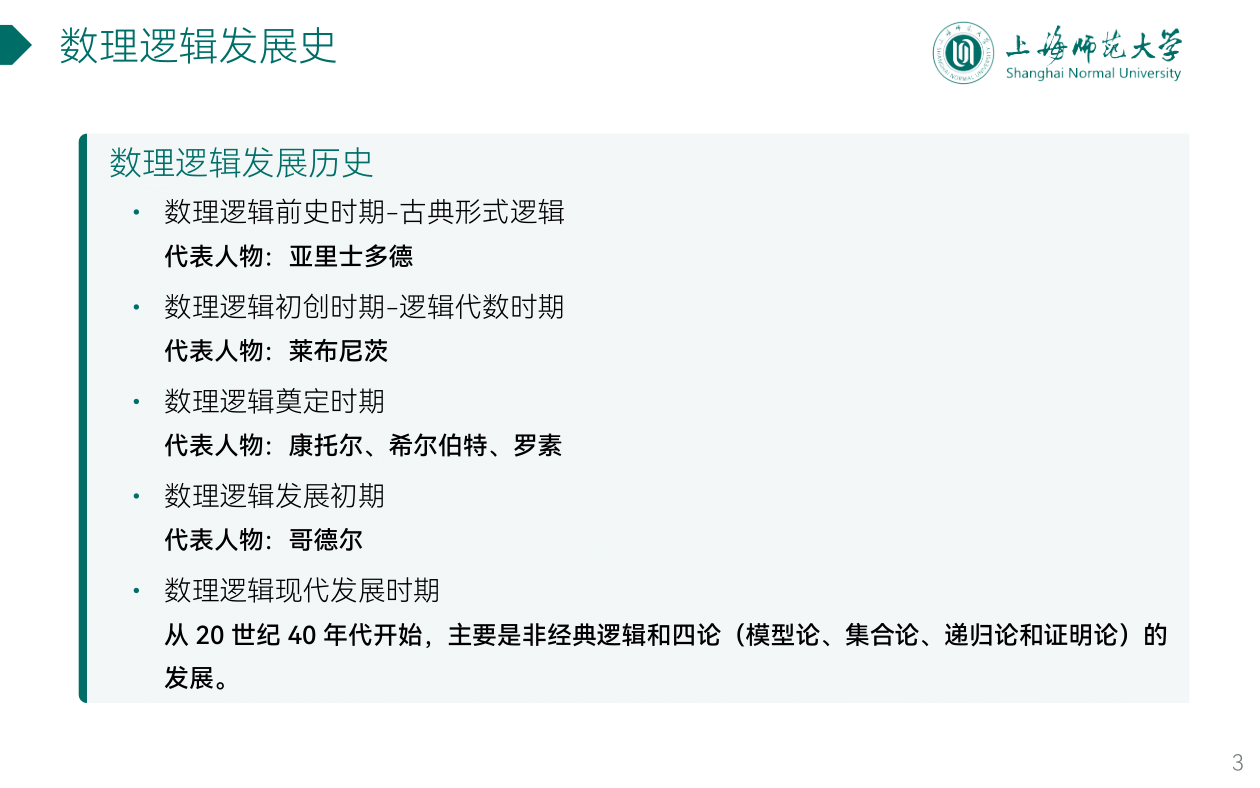 数理逻辑发展史
上海师范大学
Shanghai Normal University
数理逻辑发展历史
• 数理逻辑前史时期–古典形式逻辑
代表人物：亚里士多德
• 数理逻辑初创时期–逻辑代数时期
代表人物：莱布尼茨
• 数理逻辑奠定时期
代表人物：康托尔、希尔伯特、罗素
• 数理逻辑发展初期
代表人物：哥德尔
• 数理逻辑现代发展时期
从 20 世纪 40 年代开始，主要是非经典逻辑和四论（模型论、集合论、递归论和证明论）的
发展。
3